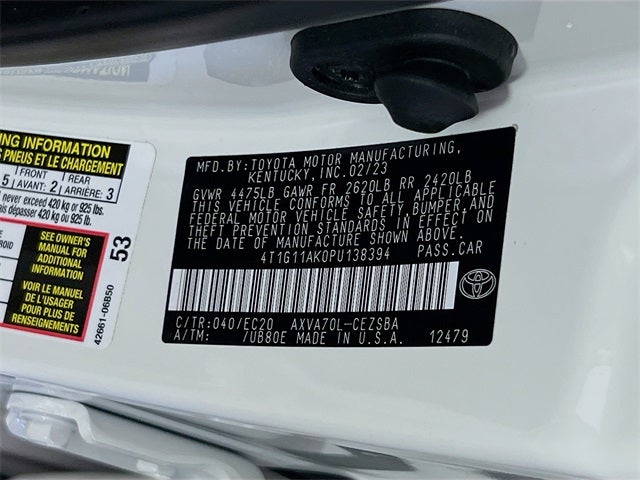 NG INFORMATION
PNEUS ET LE CHARGEMENT
5 FRONT AVANT: 2 REAR ARRIÈRE: 3
never exceed 420 kg or 925 lbs.
dépasser 420 kg ou 925 lb.
SEE OWNER'S
MANUAL FOR
ADDITIONAL
INFORMATION
VOIR LE MANUEL
DE L'USAGER
POUR PLUS DE
RENSEIGNEMENTS
53
42661-06B50
MFD.BY: TOYOTA MOTOR MANUFACTURING,
KENTUCKY, INC. 02/23
GVWR 4475LB GAWR FR 2620LB RR 2420LB
THIS VEHICLE CONFORMS TO ALL APPLICABLE
FEDERAL MOTOR VEHICLE SAFETY, BUMPER, AND
THEFT PREVENTION STANDARDS IN EFFECT ON
THE DATE OF MANUFACTURE SHOWN ABOVE.
4T1G11AK0PU138394 PASS.CAR
C/TR:040/EC20 AXVA70L-CEZSBA
A/TM: /UB80E MADE IN U.S.A. 12479